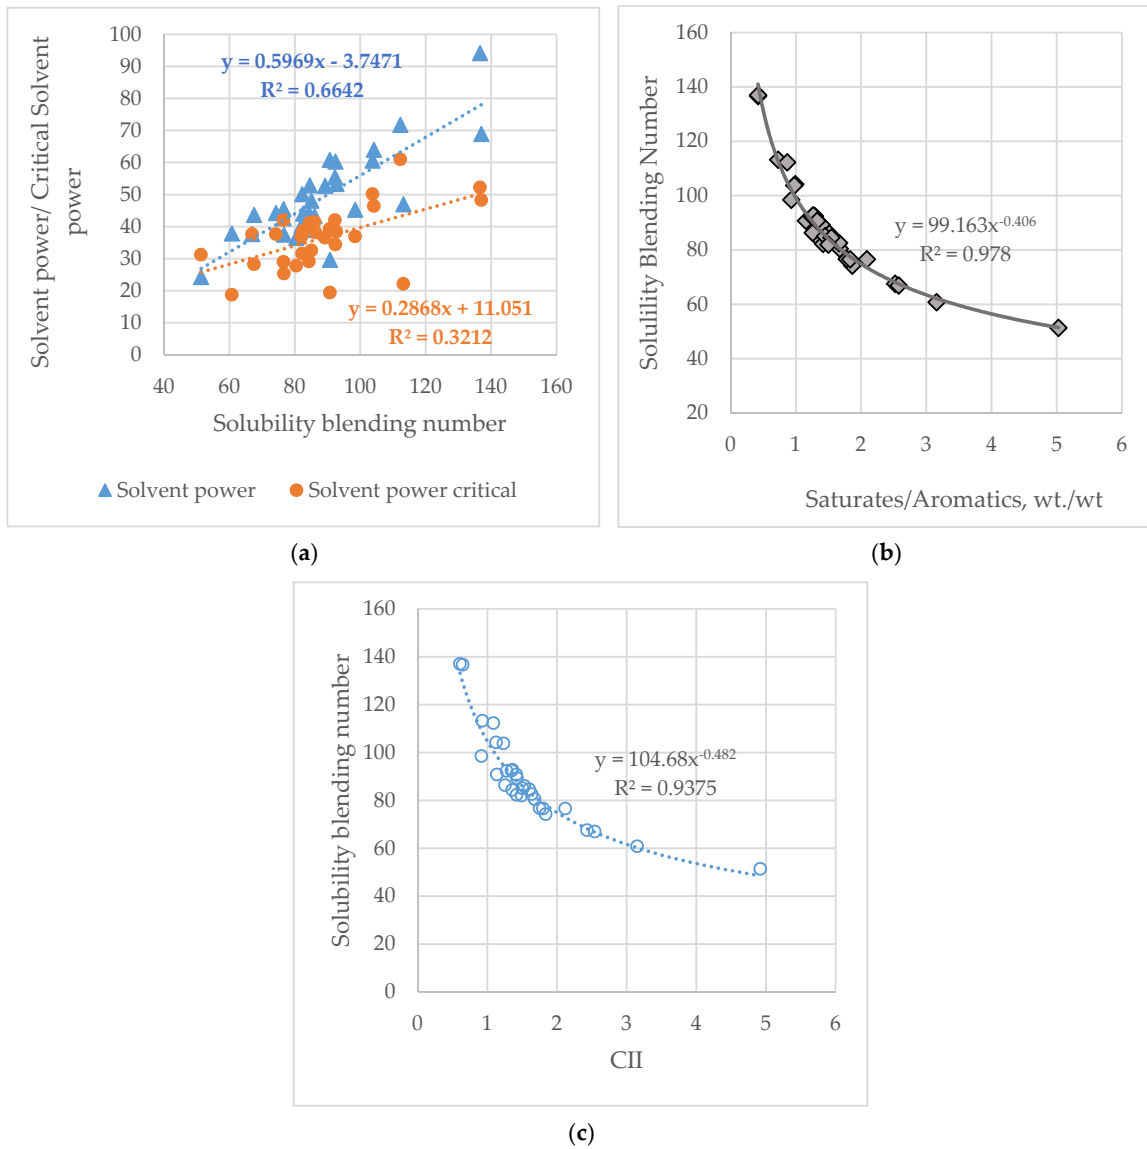 100
90
80
70
60
50
40
30
20
10
0
Solvent power/ Critical Solvent
power
y = 0.5969x - 3.7471
R² = 0.6642
y = 0.2868x + 11.051
R² = 0.3212
40 60 80 100 120 140 160
Solubility blending number
Solvent power Solvent power critical
(a)
160
140
120
100
80
60
40
20
Solulility Blending Number
y = 99.163x^-0.406
R² = 0.978
0 1 2 3 4 5 6
Saturates/Aromatics, wt./wt
(b)
160
140
120
100
80
60
40
20
0
Solubility blending number
y = 104.68x^-0.482
R² = 0.9375
0 1 2 3 4 5 6
CII
(c)